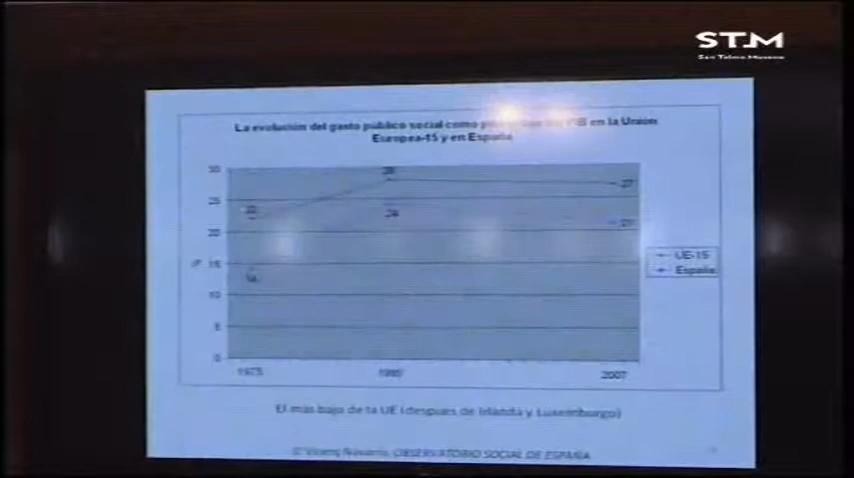 STM
San Telmo Museoa
La evolución del gasto público social como en la Unión
Europea-15 y en España
30
28
27
25
22
24
21
20
%
15
14
10
5
0
1975
2007
UE-15
España
El más bajo de la UE (después de Irlanda y Luxemburgo)
© Vicenç Navarro, OBSERVATORIO SOCIAL DE ESPAÑA